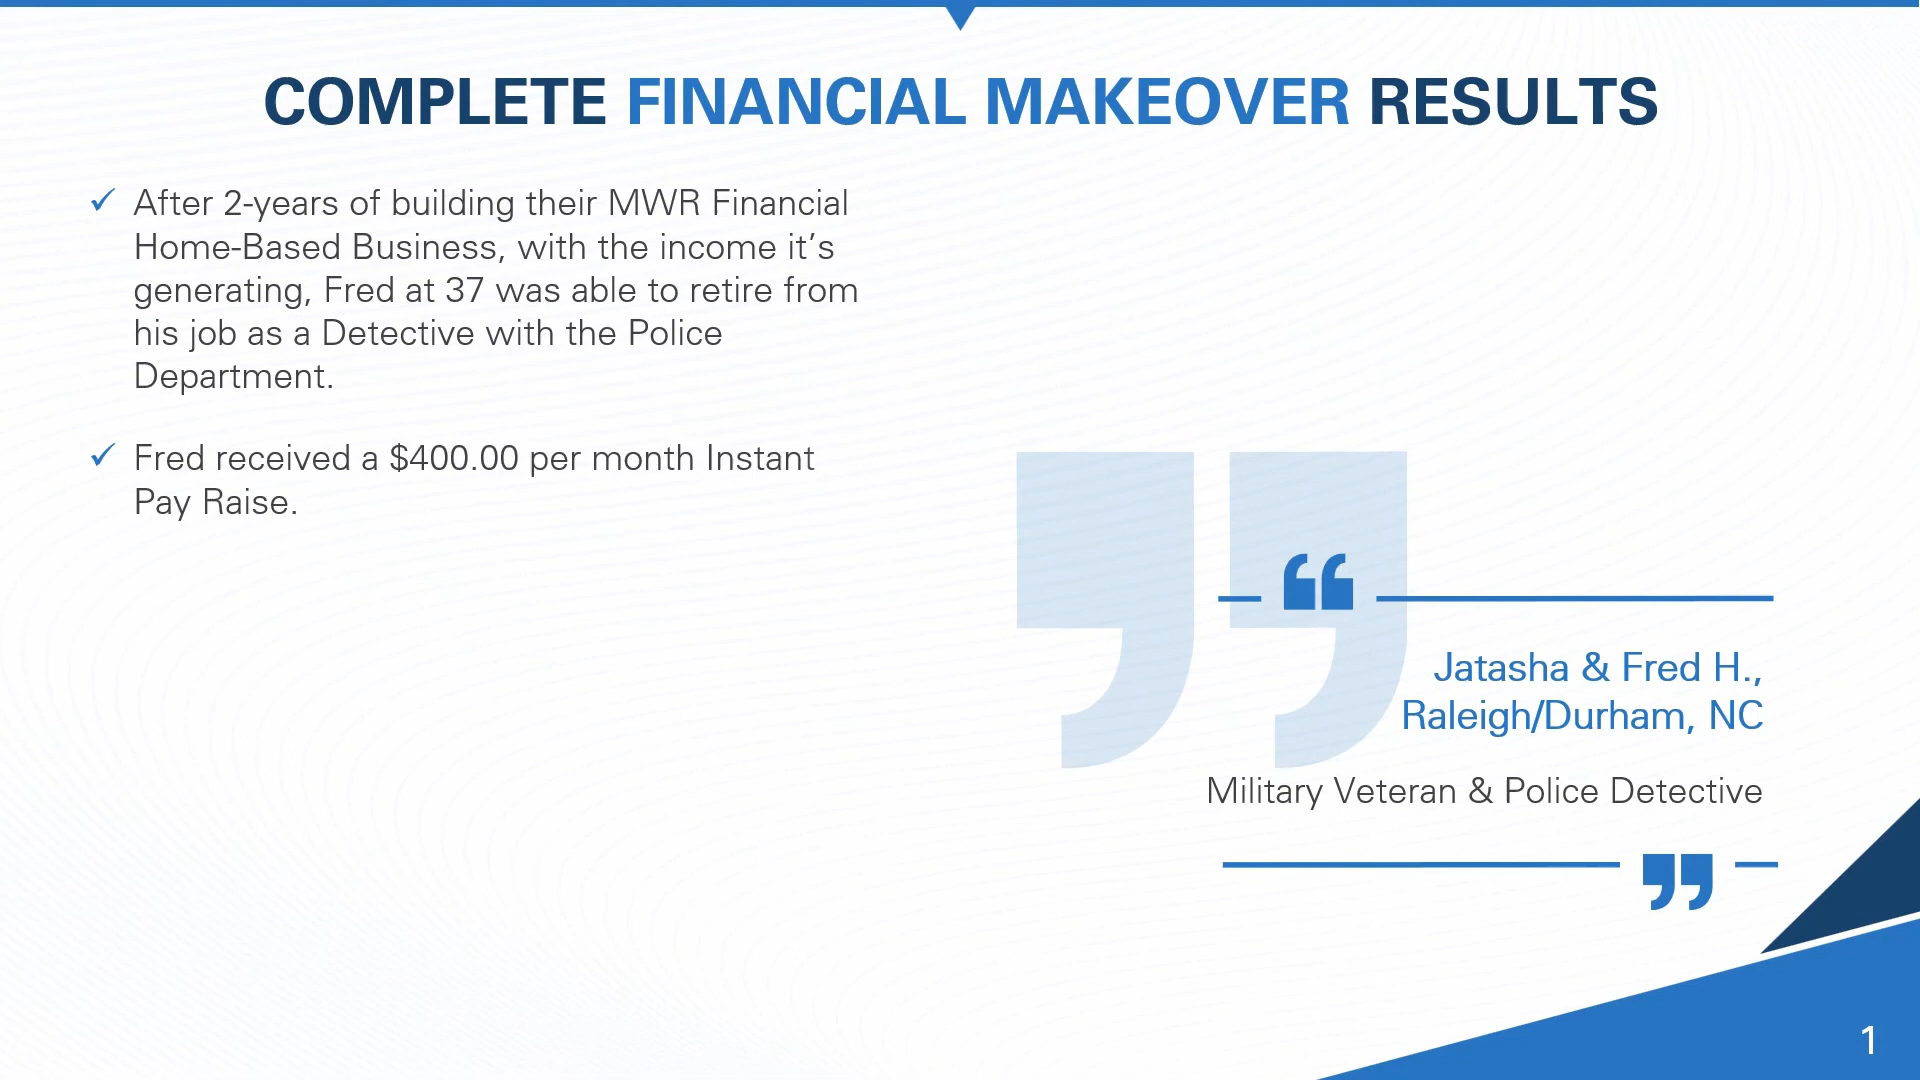 COMPLETE FINANCIAL MAKEOVER RESULTS
✓ After 2-years of building their MWR Financial
Home-Based Business, with the income it’s
generating, Fred at 37 was able to retire from
his job as a Detective with the Police
Department.
✓ Fred received a $400.00 per month Instant
Pay Raise.
“
Jatasha & Fred H.,
Raleigh/Durham, NC
Military Veteran & Police Detective
”
1